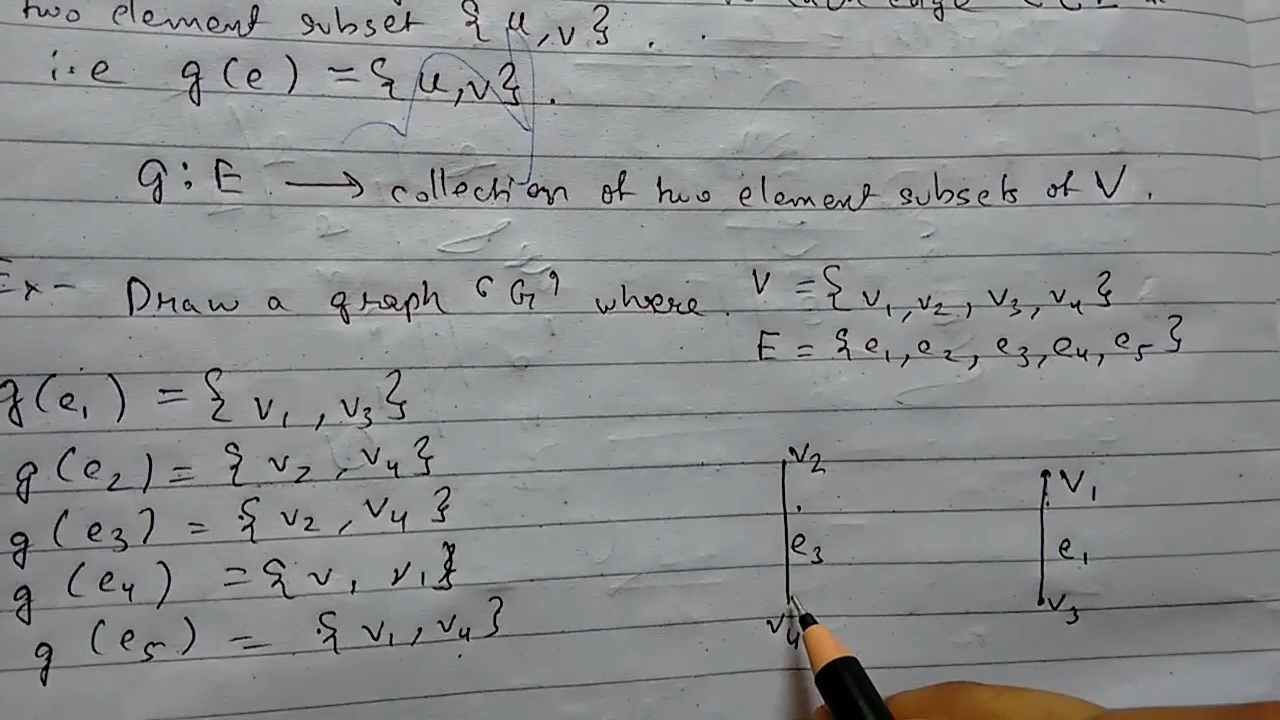 two element subset {u,v}.
i.e g(e) = {u,v}.
g: E → collection of two element subsets of V.
Ex- Draw a graph 'G' where V = {v₁, v₂, v₃, v₄}
E = {e₁, e₂, e₃, e₄, e₅}
g(e₁) = {v₁, v₃}
g(e₂) = {v₂, v₄}
g(e₃) = {v₂, v₄}
g(e₄) = {v₁ v₁}
g(e₅) = {v₁, v₄}
v₂
e₃
v₄
v₁
e₁
v₃